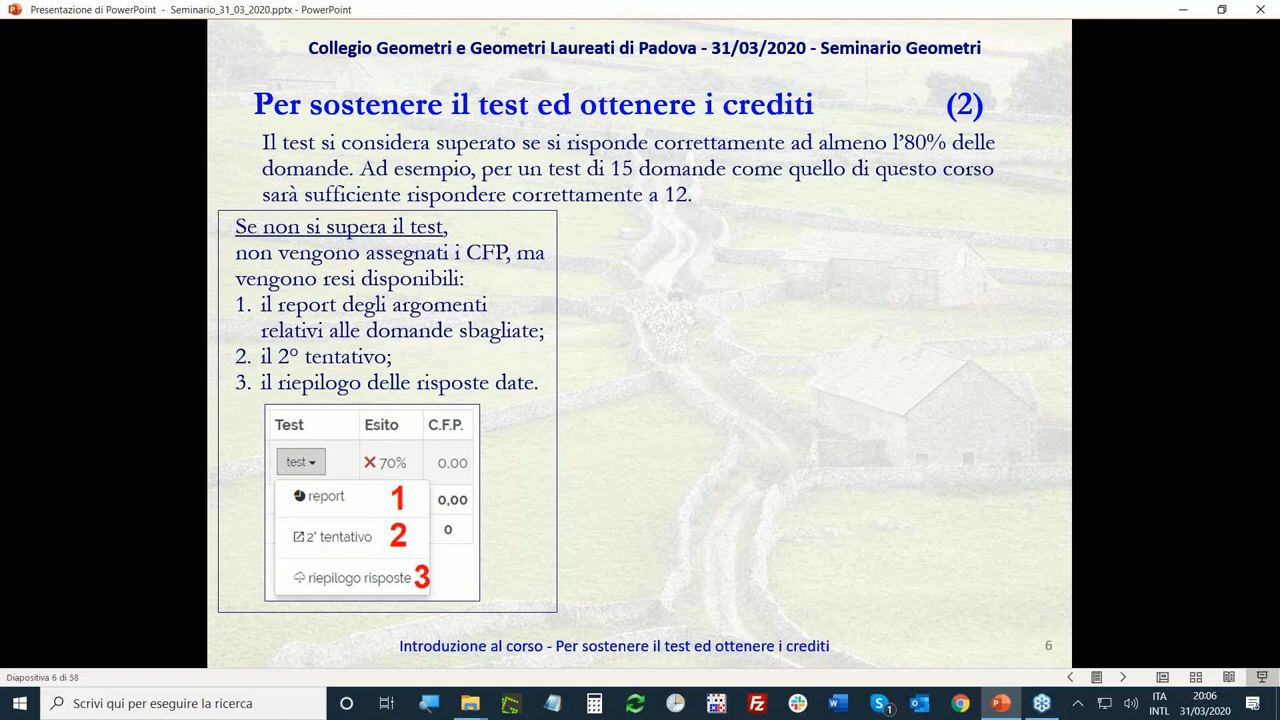 Presentazione di PowerPoint - Seminario_31_03_2020.pptx - PowerPoint
Collegio Geometri e Geometri Laureati di Padova - 31/03/2020 - Seminario Geometri
Per sostenere il test ed ottenere i crediti (2)
Il test si considera superato se si risponde correttamente ad almeno l'80% delle
domande. Ad esempio, per un test di 15 domande come quello di questo corso
sarà sufficiente rispondere correttamente a 12.
Se non si supera il test,
non vengono assegnati i CFP, ma
vengono resi disponibili:
1. il report degli argomenti
relativi alle domande sbagliate;
2. il 2° tentativo;
3. il riepilogo delle risposte date.
Test Esito C.F.P.
test 70% 0.00
report 1 0,00
2° tentativo 2 0
riepilogo risposte 3
Introduzione al corso - Per sostenere il test ed ottenere i crediti 6
Diapositiva 6 di 58
Scrivi qui per eseguire la ricerca
ITA 20:06
INTL 31/03/2020